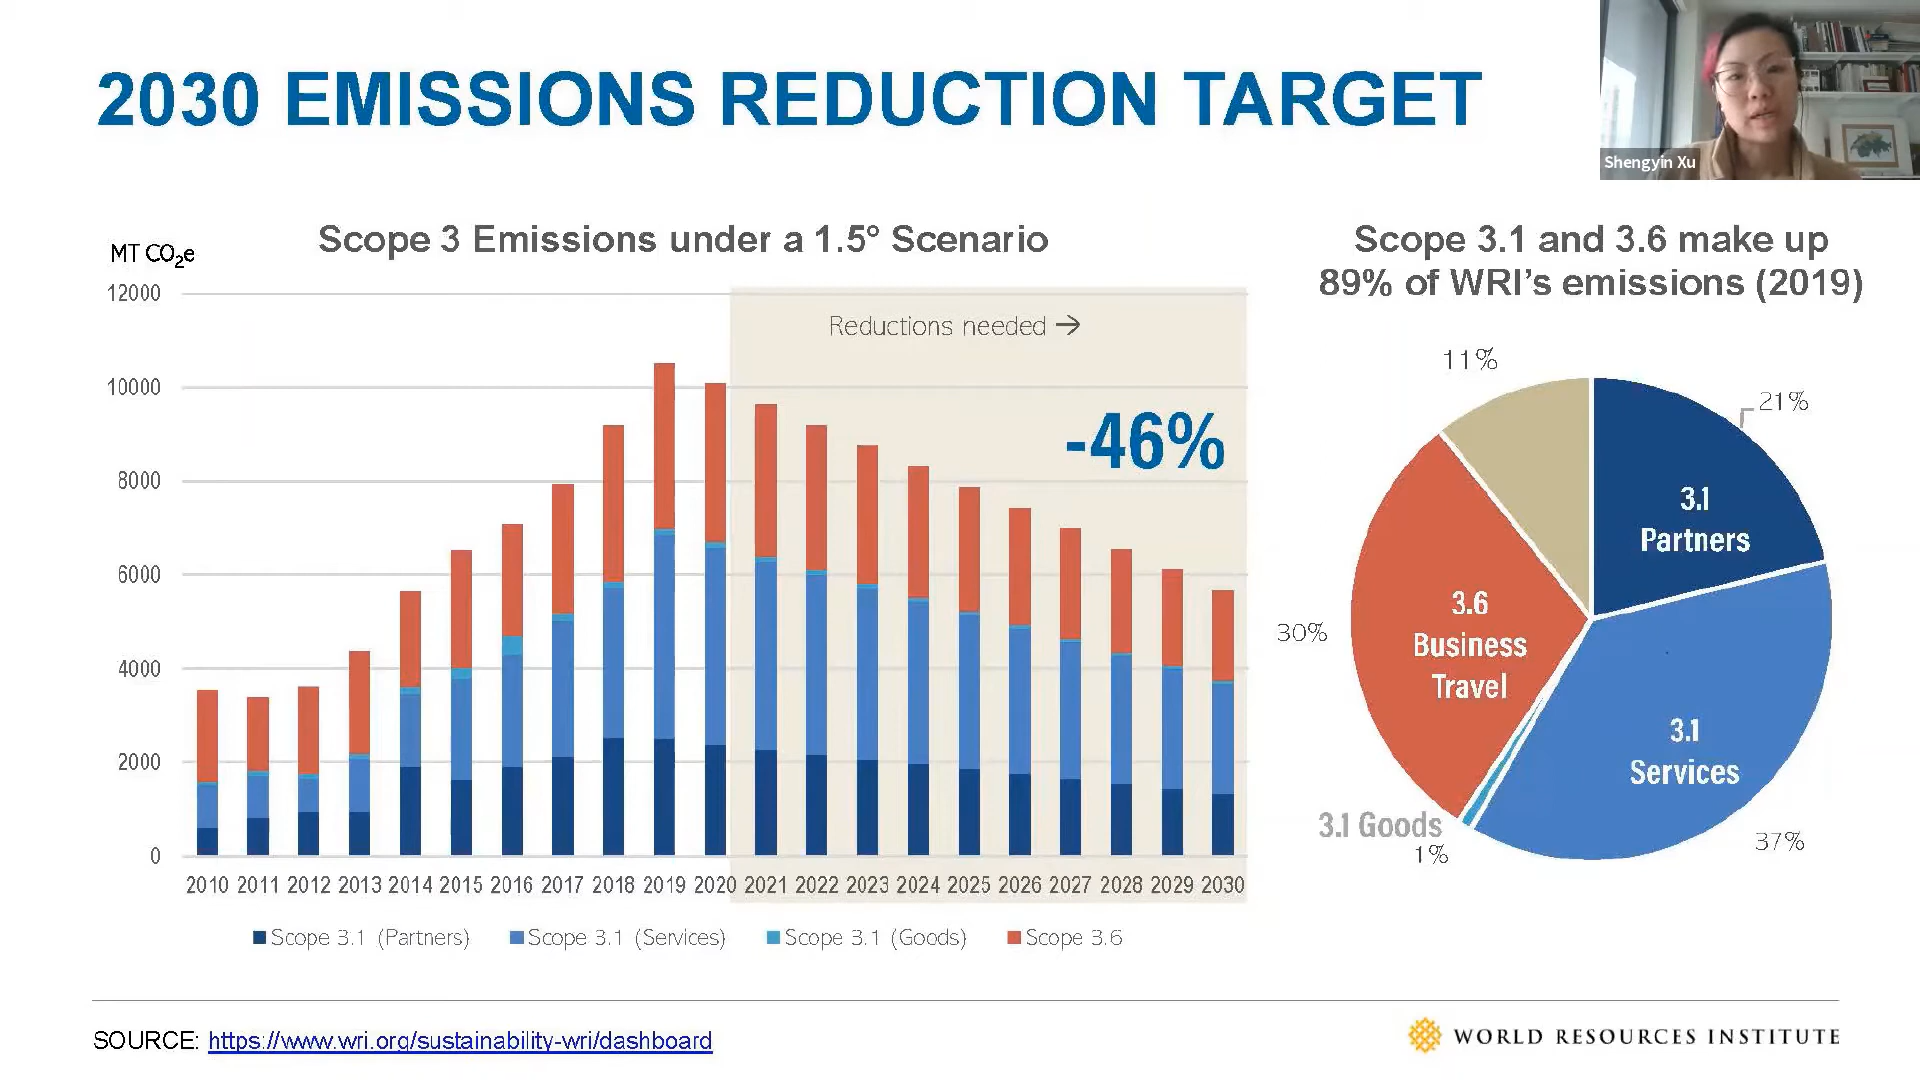 2030 EMISSIONS REDUCTION TARGET
Shengyin Xu
Scope 3 Emissions under a 1.5° Scenario
MT CO₂e
12000
10000
8000
6000
4000
2000
0
Reductions needed →
-46%
2010 2011 2012 2013 2014 2015 2016 2017 2018 2019 2020 2021 2022 2023 2024 2025 2026 2027 2028 2029 2030
Scope 3.1 (Partners) Scope 3.1 (Services) Scope 3.1 (Goods) Scope 3.6
Scope 3.1 and 3.6 make up
89% of WRI's emissions (2019)
11%
21%
3.1
Partners
30%
3.6
Business
Travel
3.1
Services
3.1 Goods
1%
37%
SOURCE: https://www.wri.org/sustainability-wri/dashboard
WORLD RESOURCES INSTITUTE